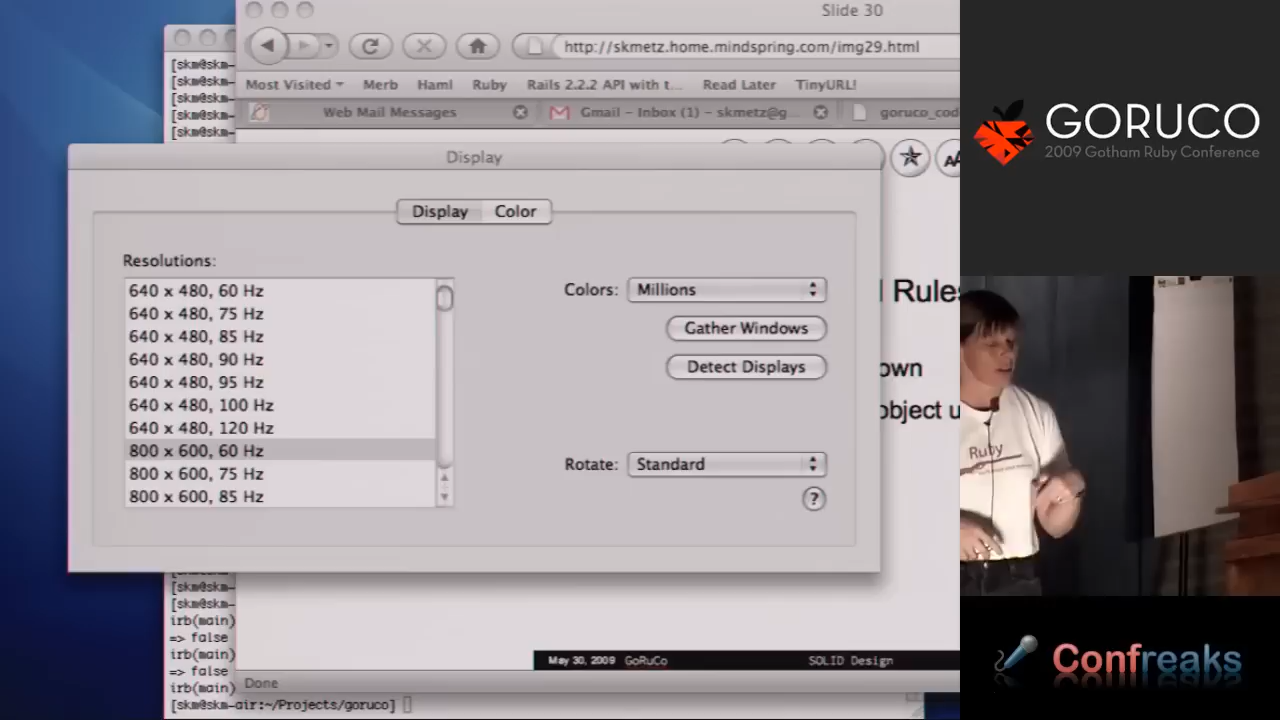 Slide 30
http://skmetz.home.mindspring.com/img29.html
Most Visited Merb Haml Ruby Rails 2.2.2 API with t... Read Later TinyURL!
Web Mail Messages Gmail – Inbox (1) – skmetz@g... goruco_cod
[skm@skm-
[skm@skm-
[skm@skm-
[skm@skm-
[skm@skm-
Display
Display Color
Resolutions:
640 x 480, 60 Hz
640 x 480, 75 Hz
640 x 480, 85 Hz
640 x 480, 90 Hz
640 x 480, 95 Hz
640 x 480, 100 Hz
640 x 480, 120 Hz
800 x 600, 60 Hz
800 x 600, 75 Hz
800 x 600, 85 Hz
Colors: Millions
Gather Windows
Detect Displays
Rotate: Standard
?
Rules
own
object u
[skm@skm-
[skm@skm-
irb(main)
=> false
irb(main)
=> false
irb(main)
[skm@skm-air:~/Projects/goruco]
May 30, 2009 GoRuCo SOLID Design
Done
GORUCO
2009 Gotham Ruby Conference
Ruby
Confreaks